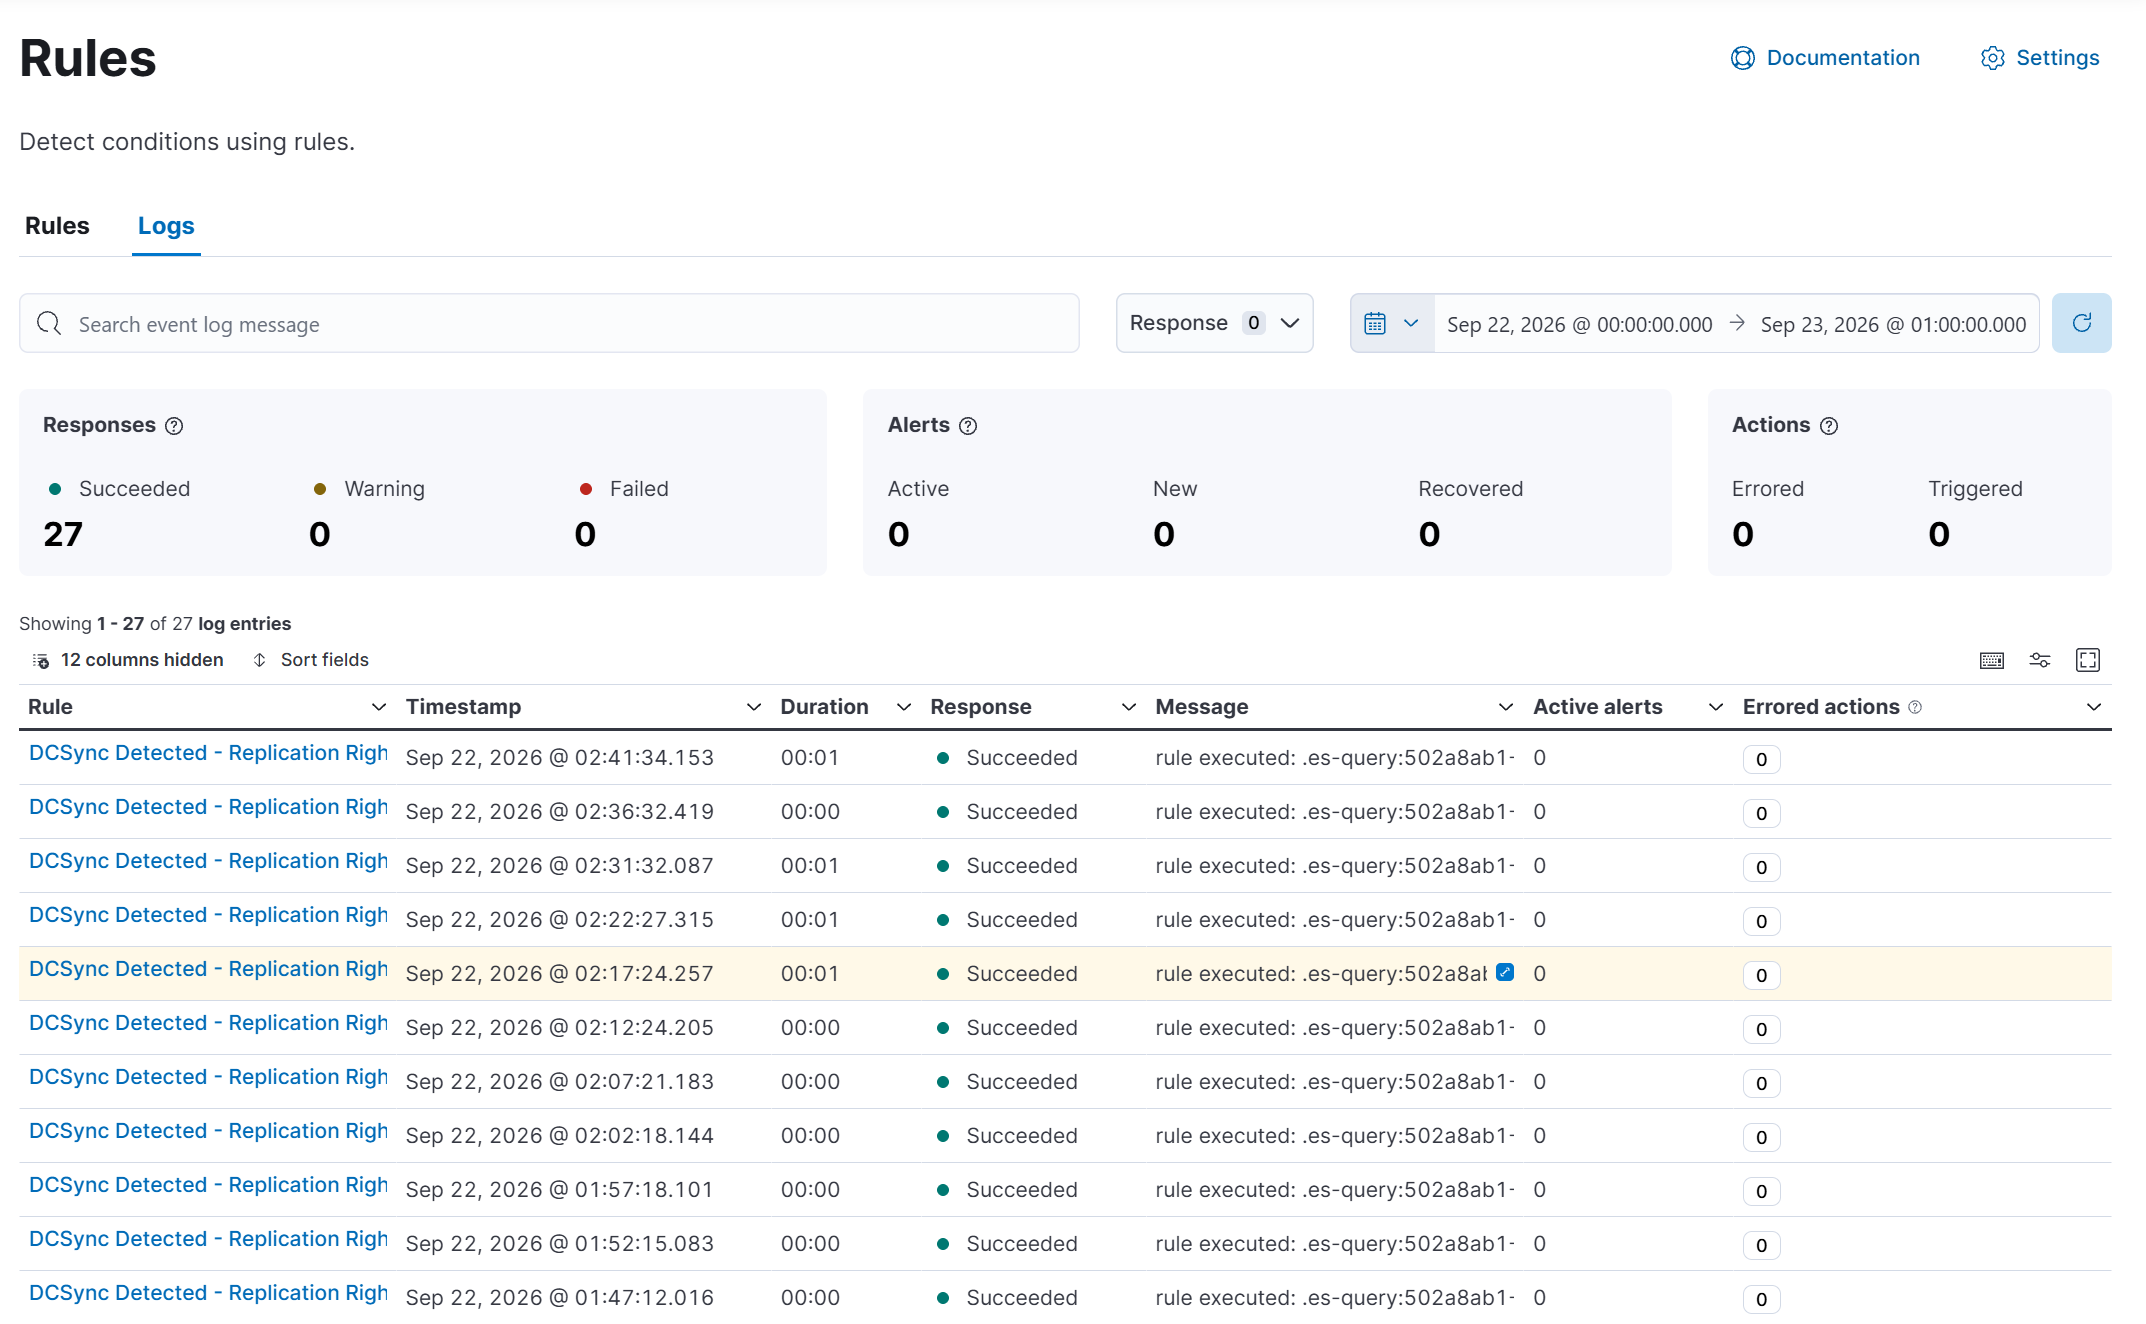 Rules
Documentation Settings
Detect conditions using rules.
Rules Logs
Search event log message Response 0 Sep 22, 2026 @ 00:00:00.000 → Sep 23, 2026 @ 01:00:00.000
Responses Alerts Actions
Succeeded Warning Failed Active New Recovered Errored Triggered
27 0 0 0 0 0 0 0
Showing 1 - 27 of 27 log entries
12 columns hidden Sort fields
Rule Timestamp Duration Response Message Active alerts Errored actions
DCSync Detected - Replication Righ Sep 22, 2026 @ 02:41:34.153 00:01 Succeeded rule executed: .es-query:502a8ab1- 0 0
DCSync Detected - Replication Righ Sep 22, 2026 @ 02:36:32.419 00:00 Succeeded rule executed: .es-query:502a8ab1- 0 0
DCSync Detected - Replication Righ Sep 22, 2026 @ 02:31:32.087 00:01 Succeeded rule executed: .es-query:502a8ab1- 0 0
DCSync Detected - Replication Righ Sep 22, 2026 @ 02:22:27.315 00:01 Succeeded rule executed: .es-query:502a8ab1- 0 0
DCSync Detected - Replication Righ Sep 22, 2026 @ 02:17:24.257 00:01 Succeeded rule executed: .es-query:502a8ab 0 0
DCSync Detected - Replication Righ Sep 22, 2026 @ 02:12:24.205 00:00 Succeeded rule executed: .es-query:502a8ab1- 0 0
DCSync Detected - Replication Righ Sep 22, 2026 @ 02:07:21.183 00:00 Succeeded rule executed: .es-query:502a8ab1- 0 0
DCSync Detected - Replication Righ Sep 22, 2026 @ 02:02:18.144 00:00 Succeeded rule executed: .es-query:502a8ab1- 0 0
DCSync Detected - Replication Righ Sep 22, 2026 @ 01:57:18.101 00:00 Succeeded rule executed: .es-query:502a8ab1- 0 0
DCSync Detected - Replication Righ Sep 22, 2026 @ 01:52:15.083 00:00 Succeeded rule executed: .es-query:502a8ab1- 0 0
DCSync Detected - Replication Righ Sep 22, 2026 @ 01:47:12.016 00:00 Succeeded rule executed: .es-query:502a8ab1- 0 0